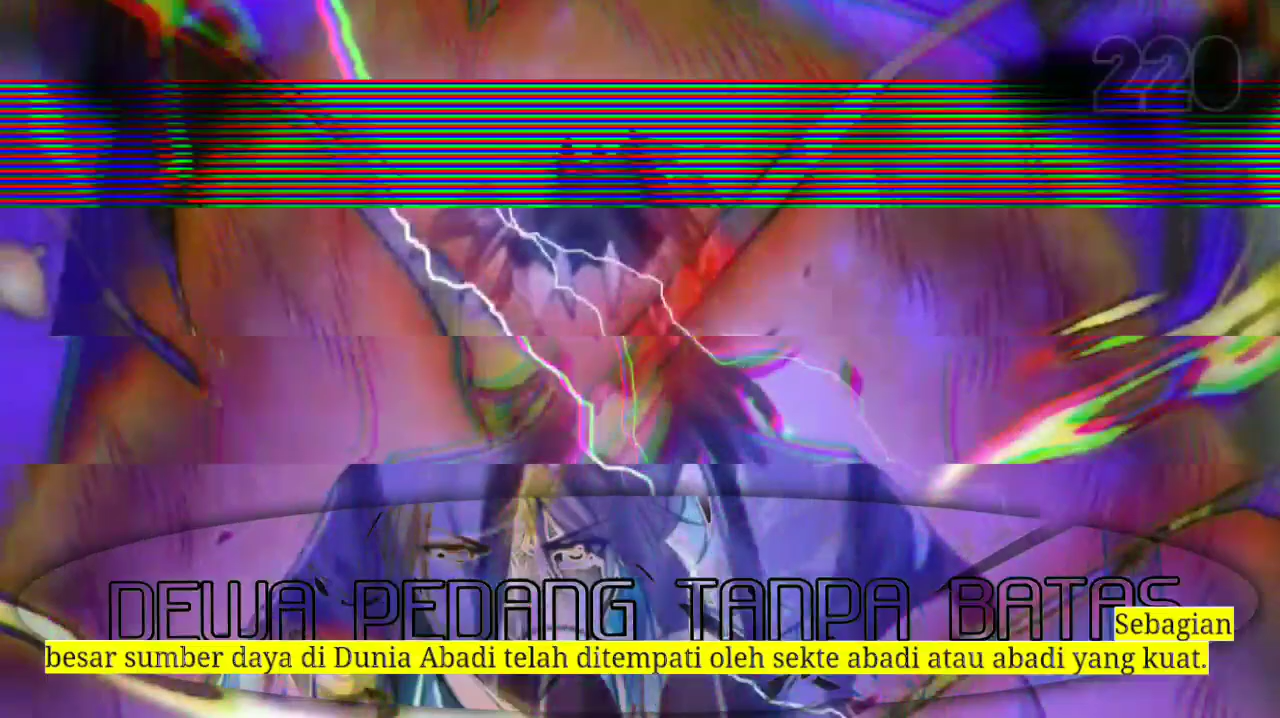 220
DEWA PEDANG TANPA BATAS
Sebagian
besar sumber daya di Dunia Abadi telah ditempati oleh sekte abadi atau abadi yang kuat.